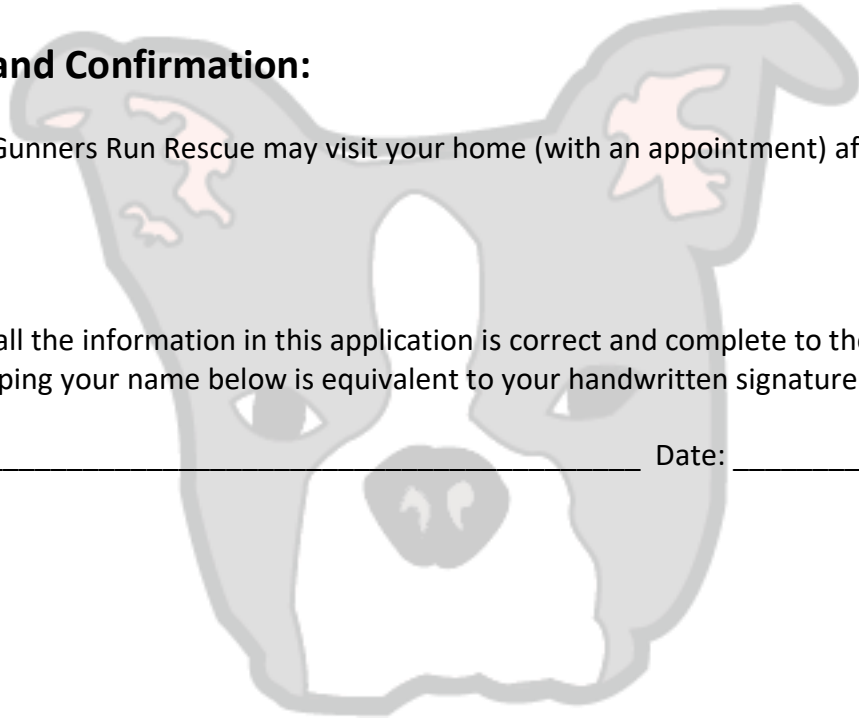 and Confirmation:
Gunners Run Rescue may visit your home (with an appointment) af
all the information in this application is correct and complete to the
ping your name below is equivalent to your handwritten signature
Date: